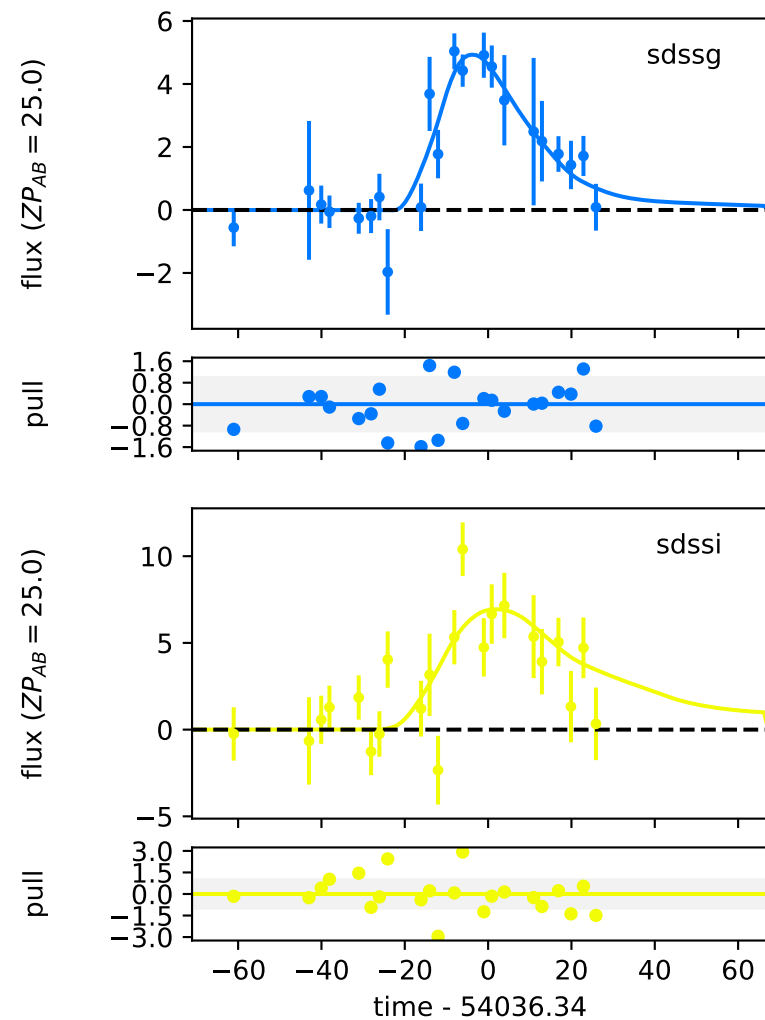 6
4
2
0
−2
flux (ZP_AB = 25.0)
sdssg
1.6
0.8
0.0
−0.8
−1.6
pull
10
5
0
−5
flux (ZP_AB = 25.0)
sdssi
3.0
1.5
0.0
−1.5
−3.0
pull
−60 −40 −20 0 20 40 60
time - 54036.34